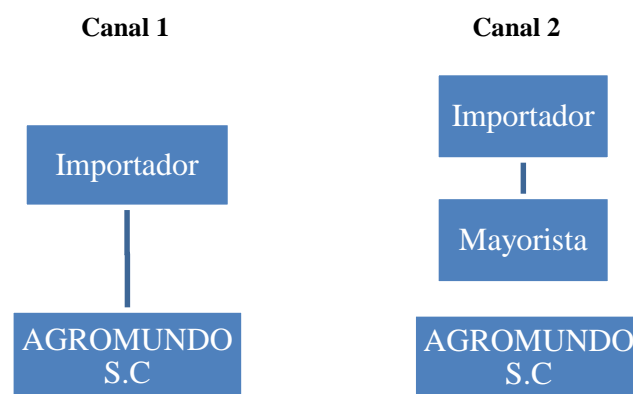 Canal 1
Canal 2
Importador
AGROMUNDO
S.C
Importador
Mayorista
AGROMUNDO
S.C